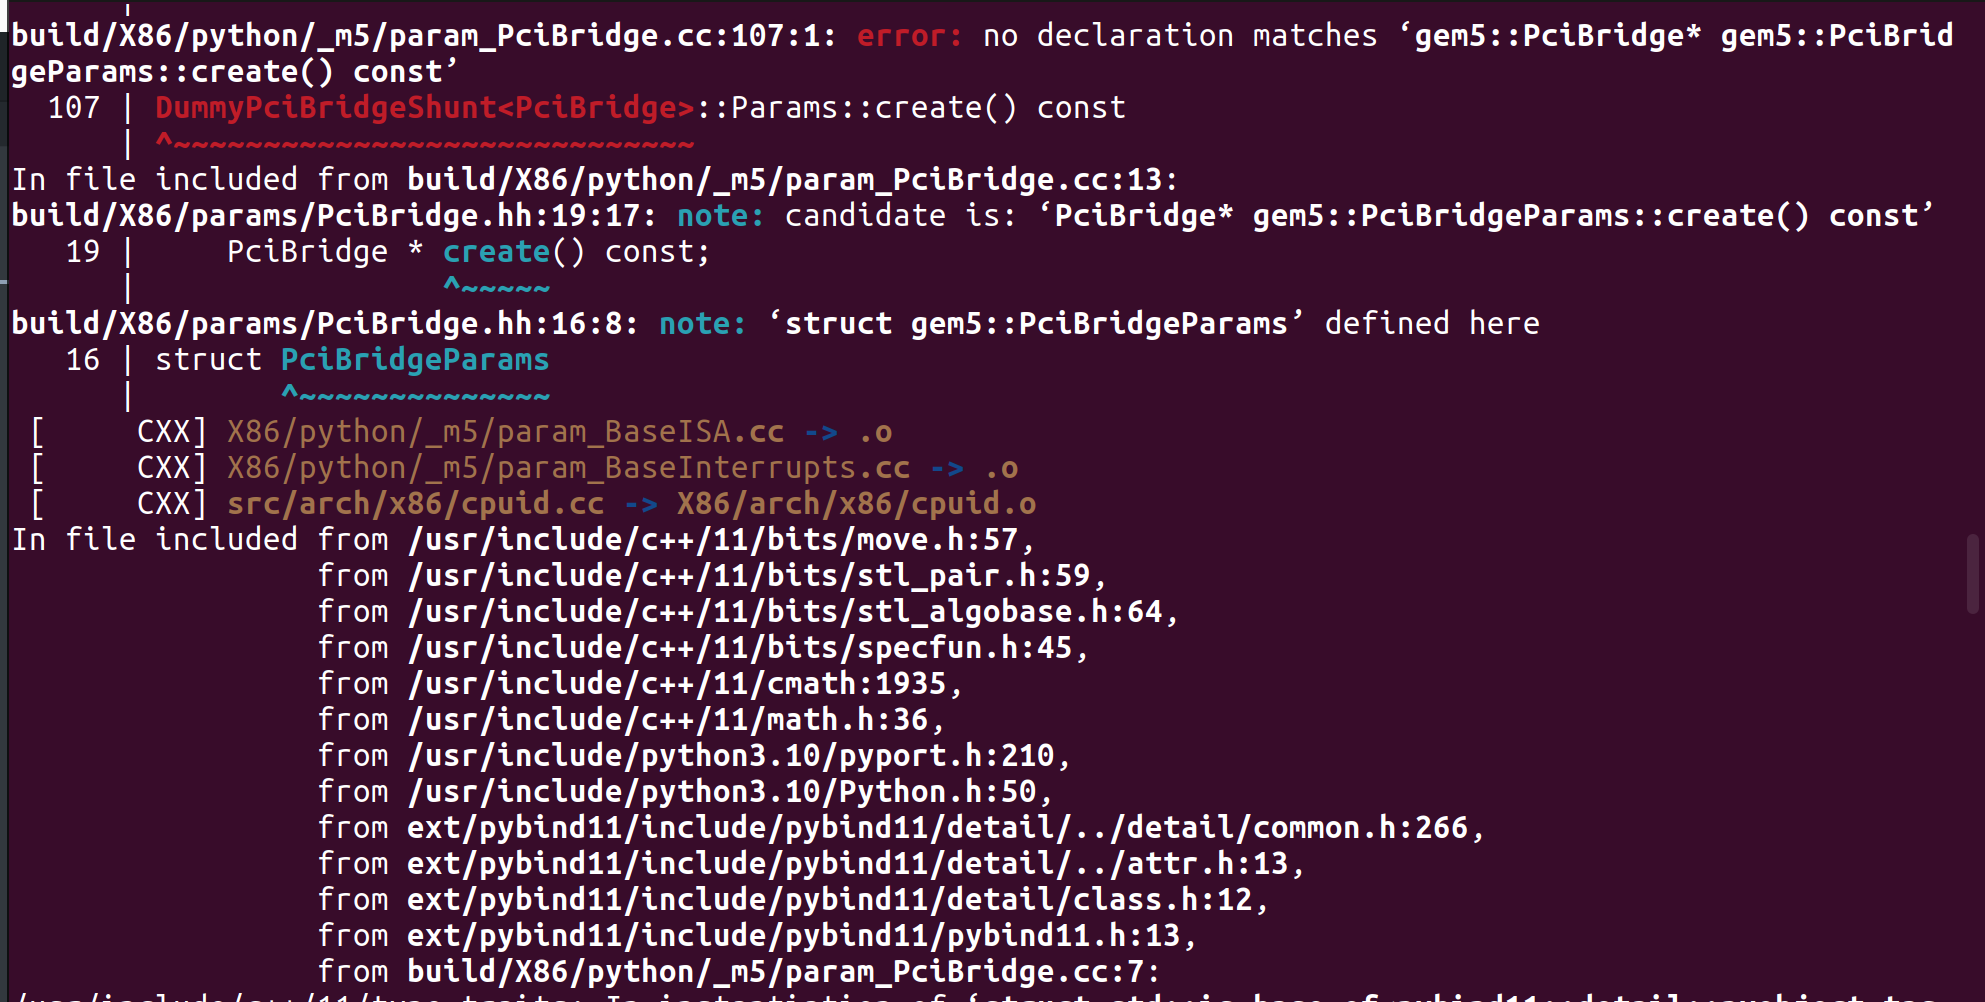 build/X86/python/_m5/param_PciBridge.cc:107:1: error: no declaration matches ‘gem5::PciBridge* gem5::PciBrid
geParams::create() const’
  107 | DummyPciBridgeShunt<PciBridge>::Params::create() const
      | ^~~~~~~~~~~~~~~~~~~~~~~~~~~~~~
In file included from build/X86/python/_m5/param_PciBridge.cc:13:
build/X86/params/PciBridge.hh:19:17: note: candidate is: ‘PciBridge* gem5::PciBridgeParams::create() const’
   19 |     PciBridge * create() const;
      |                 ^~~~~~
build/X86/params/PciBridge.hh:16:8: note: ‘struct gem5::PciBridgeParams’ defined here
   16 | struct PciBridgeParams
      |        ^~~~~~~~~~~~~~~
 [     CXX] X86/python/_m5/param_BaseISA.cc -> .o
 [     CXX] X86/python/_m5/param_BaseInterrupts.cc -> .o
 [     CXX] src/arch/x86/cpuid.cc -> X86/arch/x86/cpuid.o
In file included from /usr/include/c++/11/bits/move.h:57,
                 from /usr/include/c++/11/bits/stl_pair.h:59,
                 from /usr/include/c++/11/bits/stl_algobase.h:64,
                 from /usr/include/c++/11/bits/specfun.h:45,
                 from /usr/include/c++/11/cmath:1935,
                 from /usr/include/c++/11/math.h:36,
                 from /usr/include/python3.10/pyport.h:210,
                 from /usr/include/python3.10/Python.h:50,
                 from ext/pybind11/include/pybind11/detail/../detail/common.h:266,
                 from ext/pybind11/include/pybind11/detail/../attr.h:13,
                 from ext/pybind11/include/pybind11/detail/class.h:12,
                 from ext/pybind11/include/pybind11/pybind11.h:13,
                 from build/X86/python/_m5/param_PciBridge.cc:7: